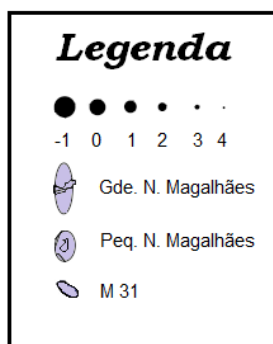 Legenda
-1 0 1 2 3 4
Gde. N. Magalhães
Peq. N. Magalhães
M 31